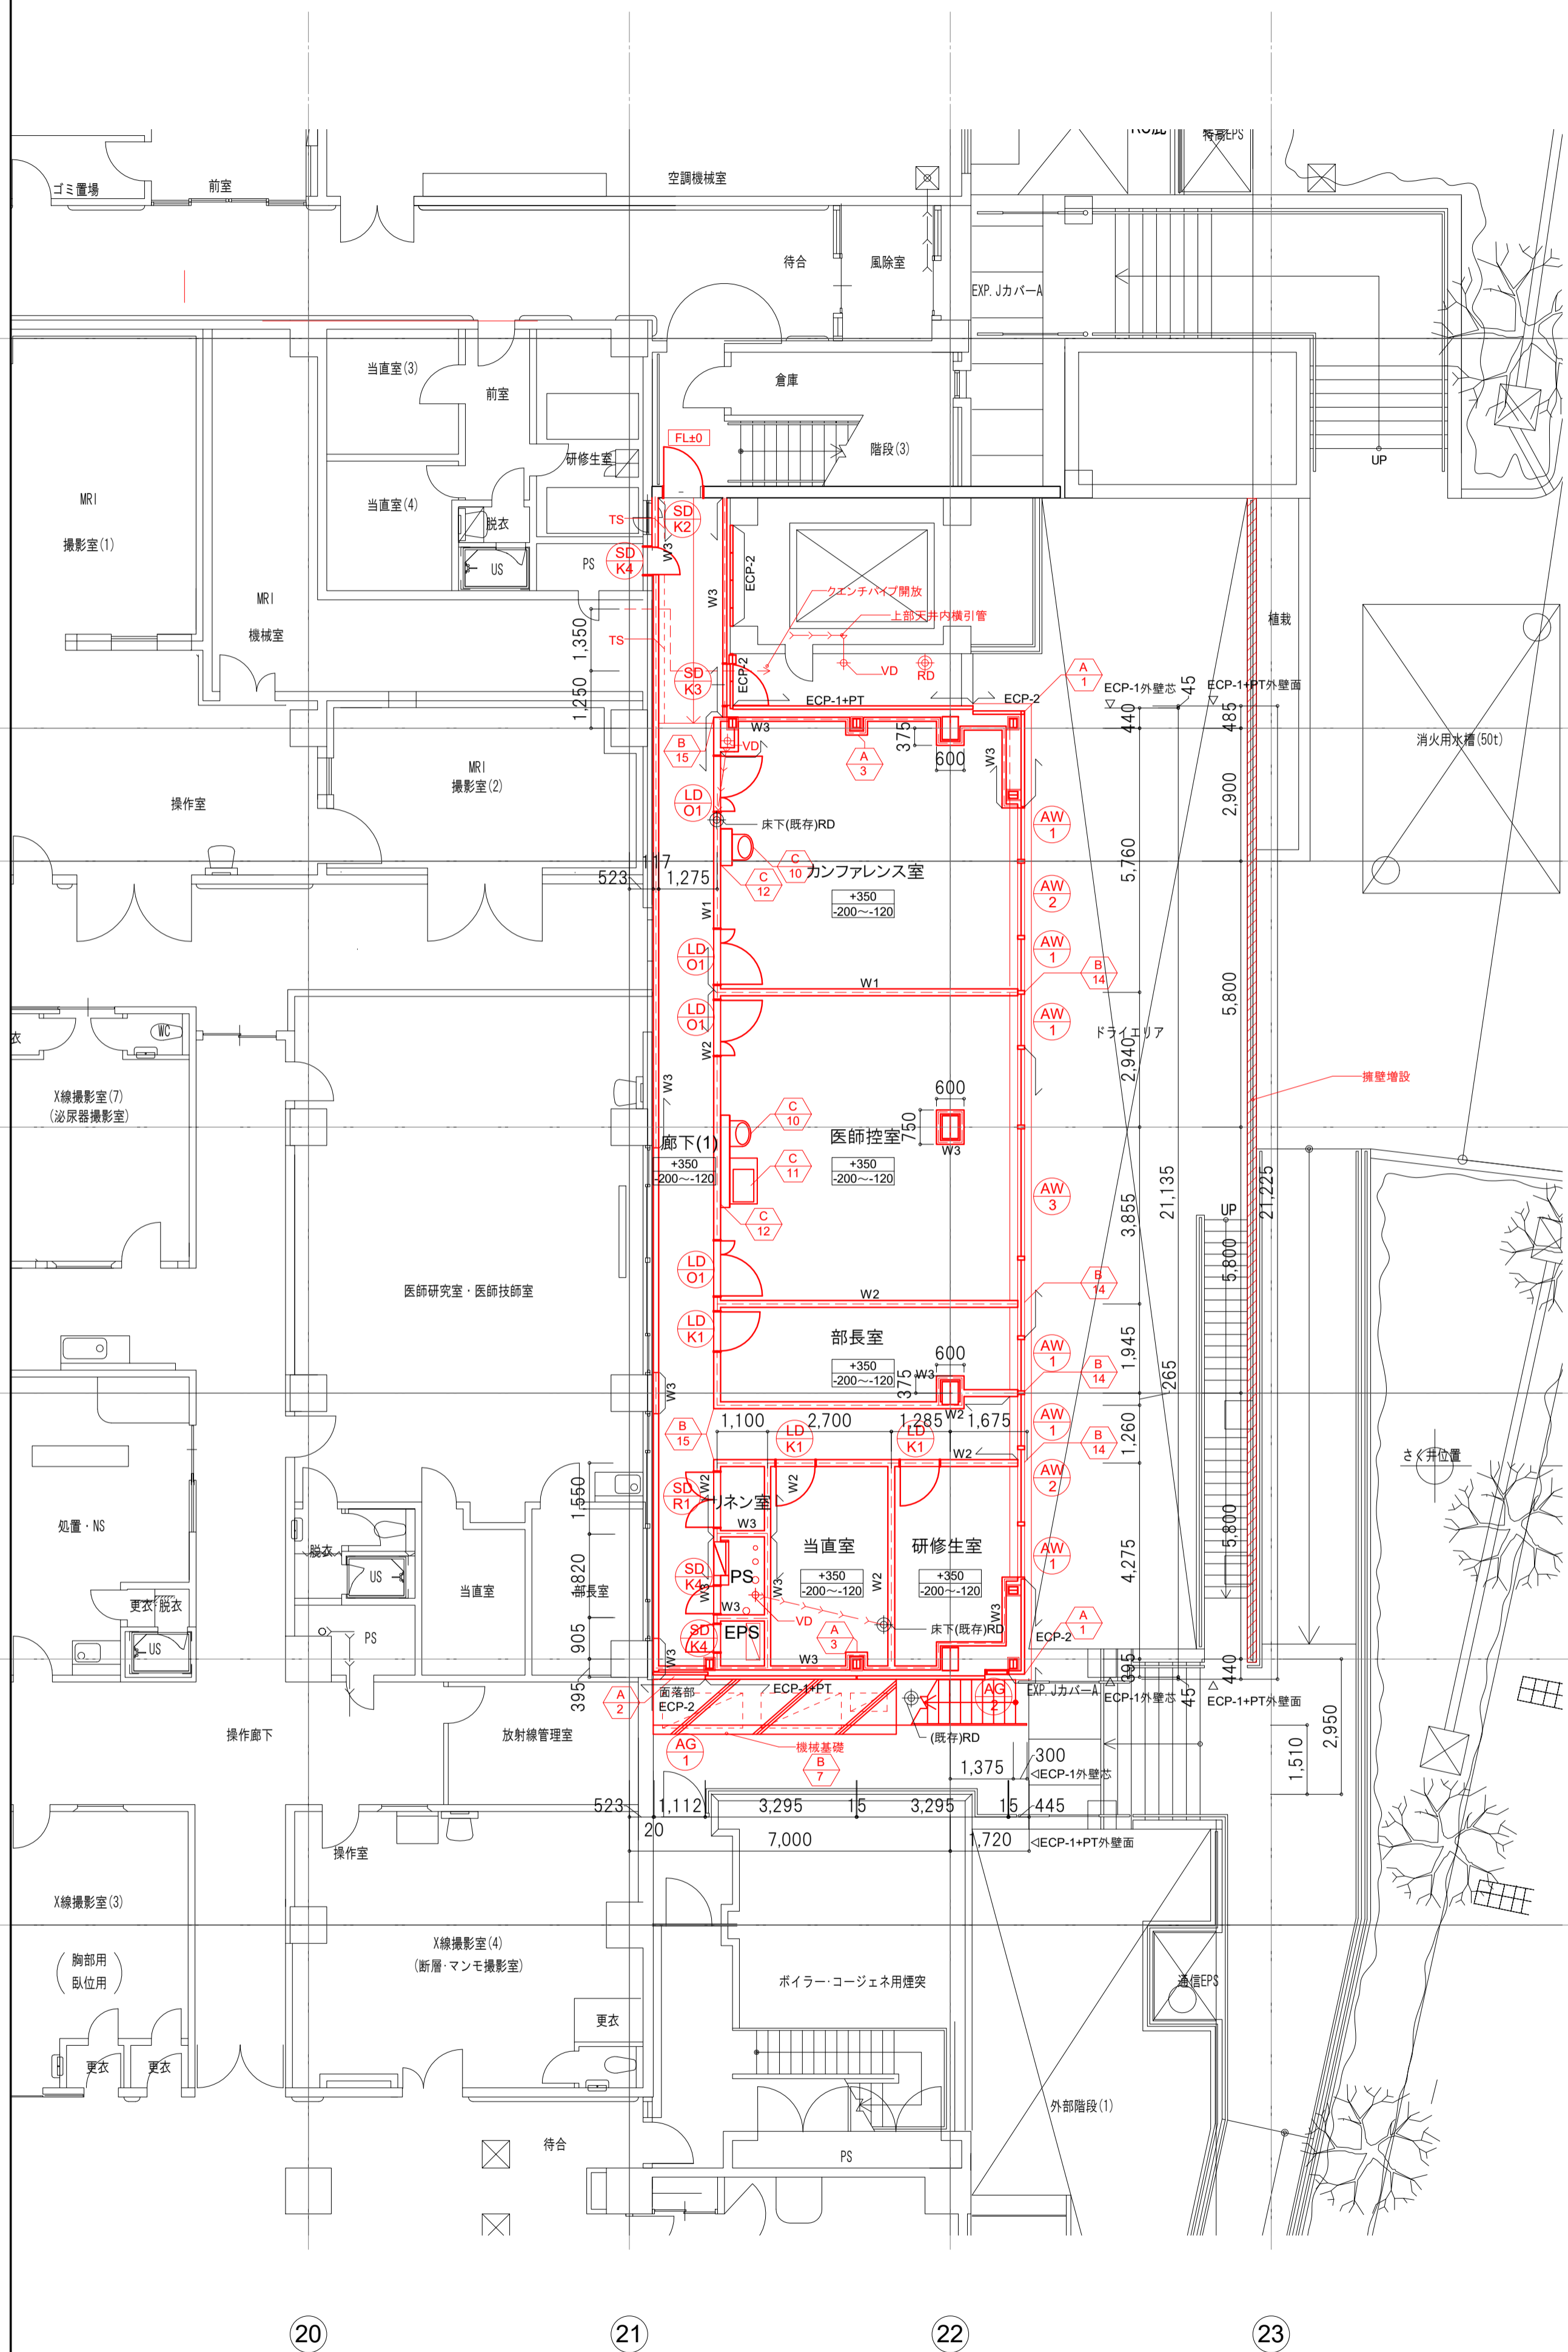 RC庇
特高EPS
ゴミ置場
前室
空調機械室
待合
風除室
EXP.JカバーA
当直室(3)
前室
倉庫
FL±0
階段(3)
UP
研修生室
MRI
撮影室(1)
当直室(4)
脱衣
TS
SD
K2
W3
SD
K4
US
PS
ECP-2
W3
クエンチパイプ開放
上部天井内横引管
植栽
MRI
機械室
1,350
TS
1,250
SD
K3
ECP-2
VD
RD
A
1
ECP-1外壁芯
45
ECP-1+PT外壁面
ECP-1+PT
ECP-2
440
485
消火用水槽(50t)
B
15
VD
W3
A
3
375
600
W3
MRI
撮影室(2)
操作室
LD
O1
床下(既存)RD
AW
1
2,900
5,760
117
523
1,275
C
10
C
12
カンファレンス室
+350
-200～-120
AW
2
W1
LD
O1
AW
1
B
14
W1
5,800
LD
O1
AW
1
ドライエリア
W2
2,940
衣
WC
X線撮影室(7)
(泌尿器撮影室)
W3
600
擁壁増設
C
10
750
医師控室
W3
廊下(1)
+350
-200～-120
+350
-200～-120
C
11
C
12
AW
3
3,855
21,135
21,225
UP
5,800
LD
O1
B
14
医師研究室・医師技師室
W2
LD
K1
部長室
600
AW
1
1,945
+350
-200～-120
375
W3
B
14
265
W3
1,100
2,700
1,285
W2
1,675
AW
1
1,260
B
15
LD
K1
LD
K1
W2
B
14
さく井位置
SD
R1
W2
リネン室
W2
AW
2
1,550
W3
処置・NS
脱衣
当直室
研修生室
5,800
AW
1
US
当直室
1,820
部長室
SD
K4
W3
PS
W3
+350
-200～-120
W2
+350
-200～-120
4,275
更衣
脱衣
W3
VD
W3
A
1
US
PS
905
SD
K4
EPS
A
3
床下(既存)RD
ECP-2
W3
W3
395
A
2
面落部
ECP-2
ECP-1+PT
AG
2
EXP.JカバーA
395
ECP-1外壁芯
45
440
ECP-1+PT外壁面
操作廊下
放射線管理室
AG
1
機械基礎
B
7
(既存)RD
1,375
300
ECP-1外壁芯
1,510
2,950
523
1,112
3,295
15
3,295
15
445
20
7,000
1,720
ECP-1+PT外壁面
操作室
X線撮影室(3)
胸部用
臥位用
X線撮影室(4)
(断層・マンモ撮影室)
ボイラー・コージェネ用煙突
通信EPS
更衣
更衣
更衣
外部階段(1)
待合
PS
20
21
22
23